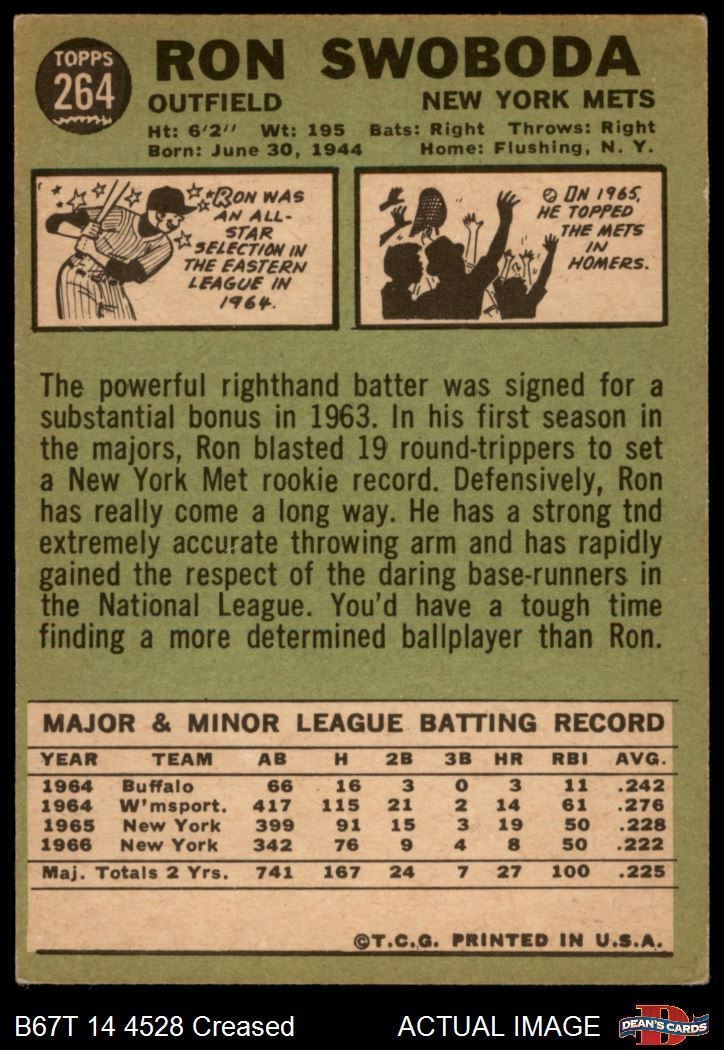 TOPPS
264
RON SWOBODA
OUTFIELD NEW YORK METS
Ht: 6'2" Wt: 195 Bats: Right Throws: Right
Born: June 30, 1944 Home: Flushing, N. Y.
RON WAS
AN ALL-
STAR
SELECTION IN
THE EASTERN
LEAGUE IN
1964.
IN 1965,
HE TOPPED
THE METS
IN
HOMERS.
The powerful righthand batter was signed for a
substantial bonus in 1963. In his first season in
the majors, Ron blasted 19 round-trippers to set
a New York Met rookie record. Defensively, Ron
has really come a long way. He has a strong tnd
extremely accurate throwing arm and has rapidly
gained the respect of the daring base-runners in
the National League. You'd have a tough time
finding a more determined ballplayer than Ron.
MAJOR & MINOR LEAGUE BATTING RECORD
YEAR TEAM AB H 2B 3B HR RBI AVG.
1964 Buffalo 66 16 3 0 3 11 .242
1964 W'msport. 417 115 21 2 14 61 .276
1965 New York 399 91 15 3 19 50 .228
1966 New York 342 76 9 4 8 50 .222
Maj. Totals 2 Yrs. 741 167 24 7 27 100 .225
©T.C.G. PRINTED IN U.S.A.
B67T 14 4528 Creased ACTUAL IMAGE
D
DEAN'S CARDS